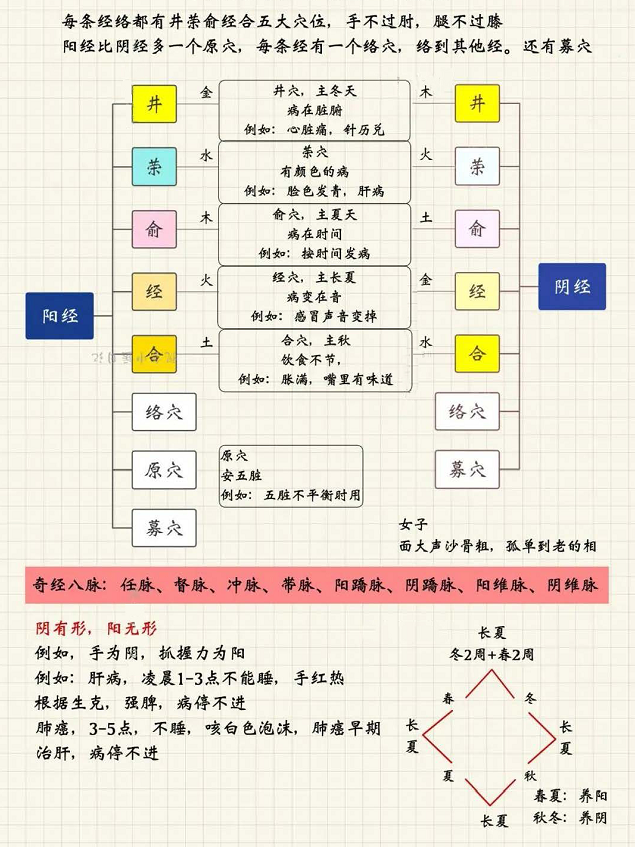 每条经络都有井荥俞经合五大穴位，手不过肘，腿不过膝
阳经比阴经多一个原穴，每条经有一个络穴，络到其他经。还有募穴
井
金
井穴，主冬天
病在脏腑
例如：心脏痛，针历兑
木
井
荥
水
荥穴
有颜色的病
例如：脸色发青，肝病
火
荥
俞
木
俞穴，主夏天
病在时间
例如：按时间发病
土
俞
阳经
经
火
经穴，主长夏
病变在音
例如：感冒声音变掉
金
经
阴经
合
土
合穴，主秋
饮食不节，
例如：胀满，嘴里有味道
水
合
络穴
络穴
原穴
原穴
安五脏
例如：五脏不平衡时用
募穴
募穴
女子
面大声沙骨粗，孤单到老的相
奇经八脉：任脉、督脉、冲脉、带脉、阳蹻脉、阴蹻脉、阳维脉、阴维脉
阴有形，阳无形
例如，手为阴，抓握力为阳
例如：肝病，凌晨1-3点不能睡，手红热
根据生克，强脾，病停不进
肺癌，3-5点，不睡，咳白色泡沫，肺癌早期
治肝，病停不进
长夏
冬2周+春2周
春
冬
长夏
长夏
夏
秋
长夏
春夏：养阳
秋冬：养阴